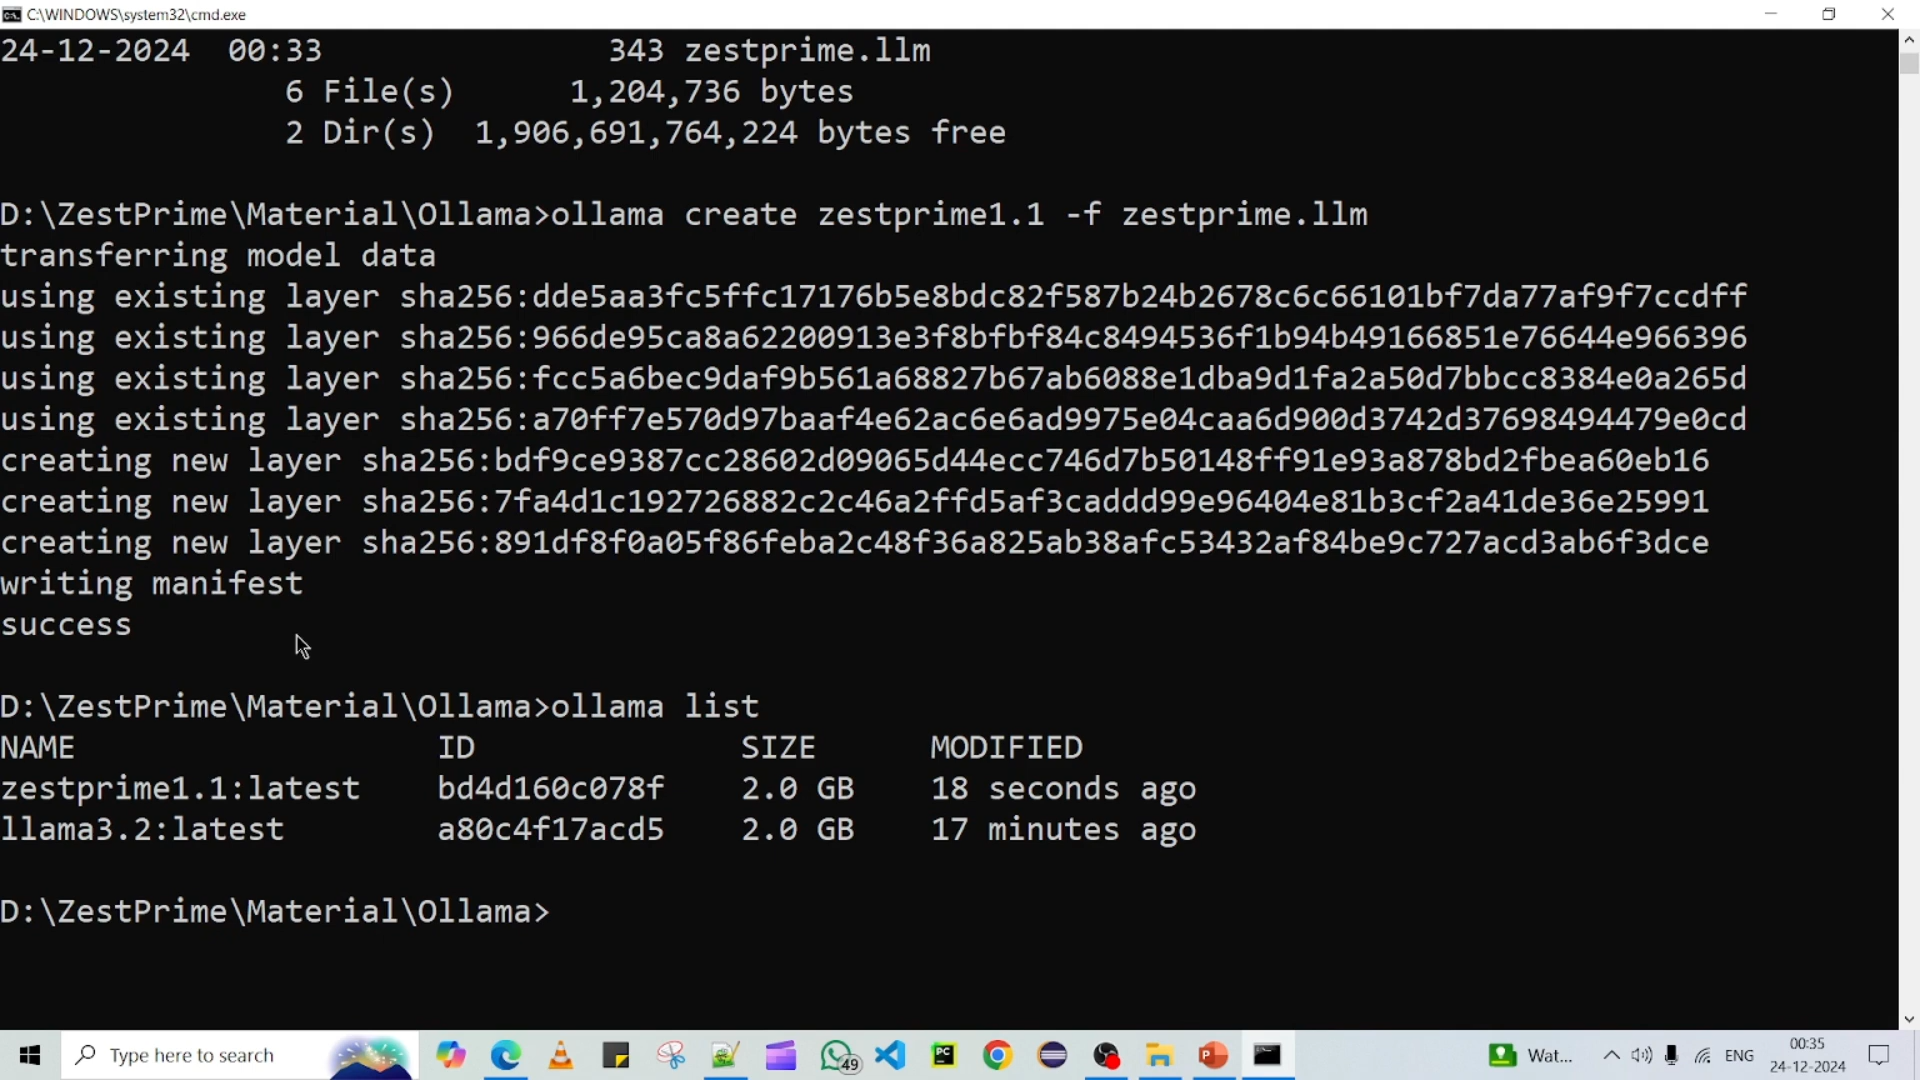 C:\WINDOWS\system32\cmd.exe
24-12-2024  00:33               343 zestprime.llm
               6 File(s)      1,204,736 bytes
               2 Dir(s)  1,906,691,764,224 bytes free
D:\ZestPrime\Material\Ollama>ollama create zestprime1.1 -f zestprime.llm
transferring model data
using existing layer sha256:dde5aa3fc5ffc17176b5e8bdc82f587b24b2678c6c66101bf7da77af9f7ccdff
using existing layer sha256:966de95ca8a62200913e3f8bfbf84c8494536f1b94b49166851e76644e966396
using existing layer sha256:fcc5a6bec9daf9b561a68827b67ab6088e1dba9d1fa2a50d7bbcc8384e0a265d
using existing layer sha256:a70ff7e570d97baaf4e62ac6e6ad9975e04caa6d900d3742d37698494479e0cd
creating new layer sha256:bdf9ce9387cc28602d09065d44ecc746d7b50148ff91e93a878bd2fbea60eb16
creating new layer sha256:7fa4d1c192726882c2c46a2ffd5af3caddd99e96404e81b3cf2a41de36e25991
creating new layer sha256:891df8f0a05f86feba2c48f36a825ab38afc53432af84be9c727acd3ab6f3dce
writing manifest
success
D:\ZestPrime\Material\Ollama>ollama list
NAME                   ID              SIZE      MODIFIED
zestprime1.1:latest    bd4d160c078f    2.0 GB    18 seconds ago
llama3.2:latest        a80c4f17acd5    2.0 GB    17 minutes ago
D:\ZestPrime\Material\Ollama>
Type here to search
49
PC
Wat...
ENG
00:35
24-12-2024